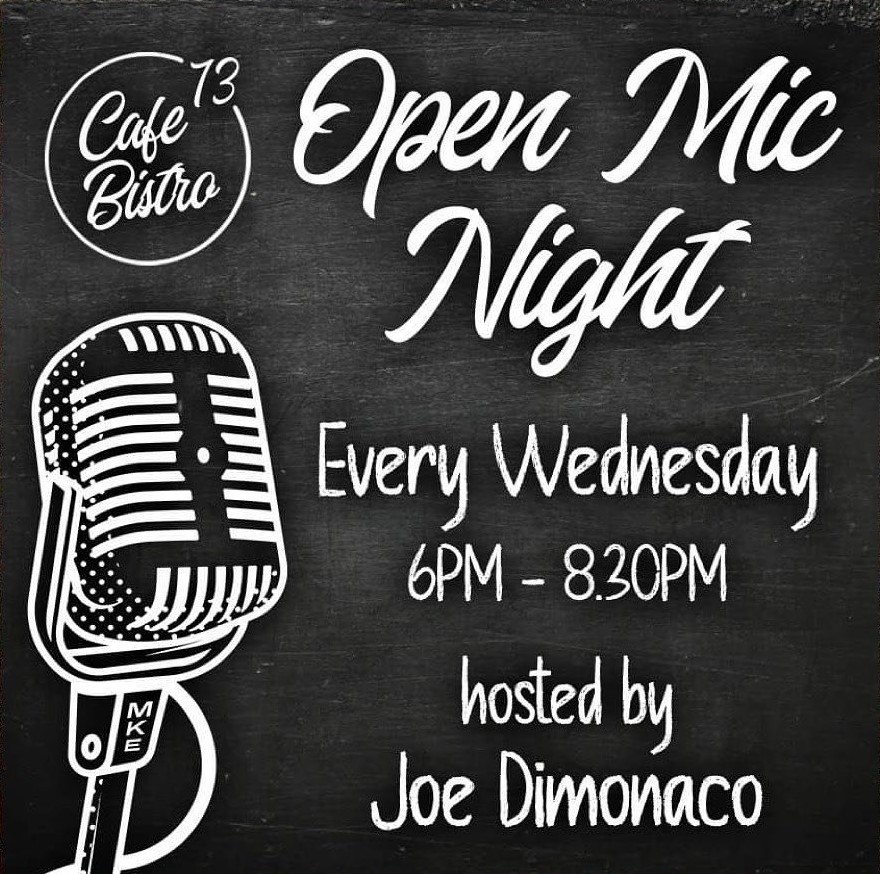 Cafe 73
Bistro
Open Mic
Night
Every Wednesday
6PM - 8.30PM
hosted by
Joe Dimonaco
MKE